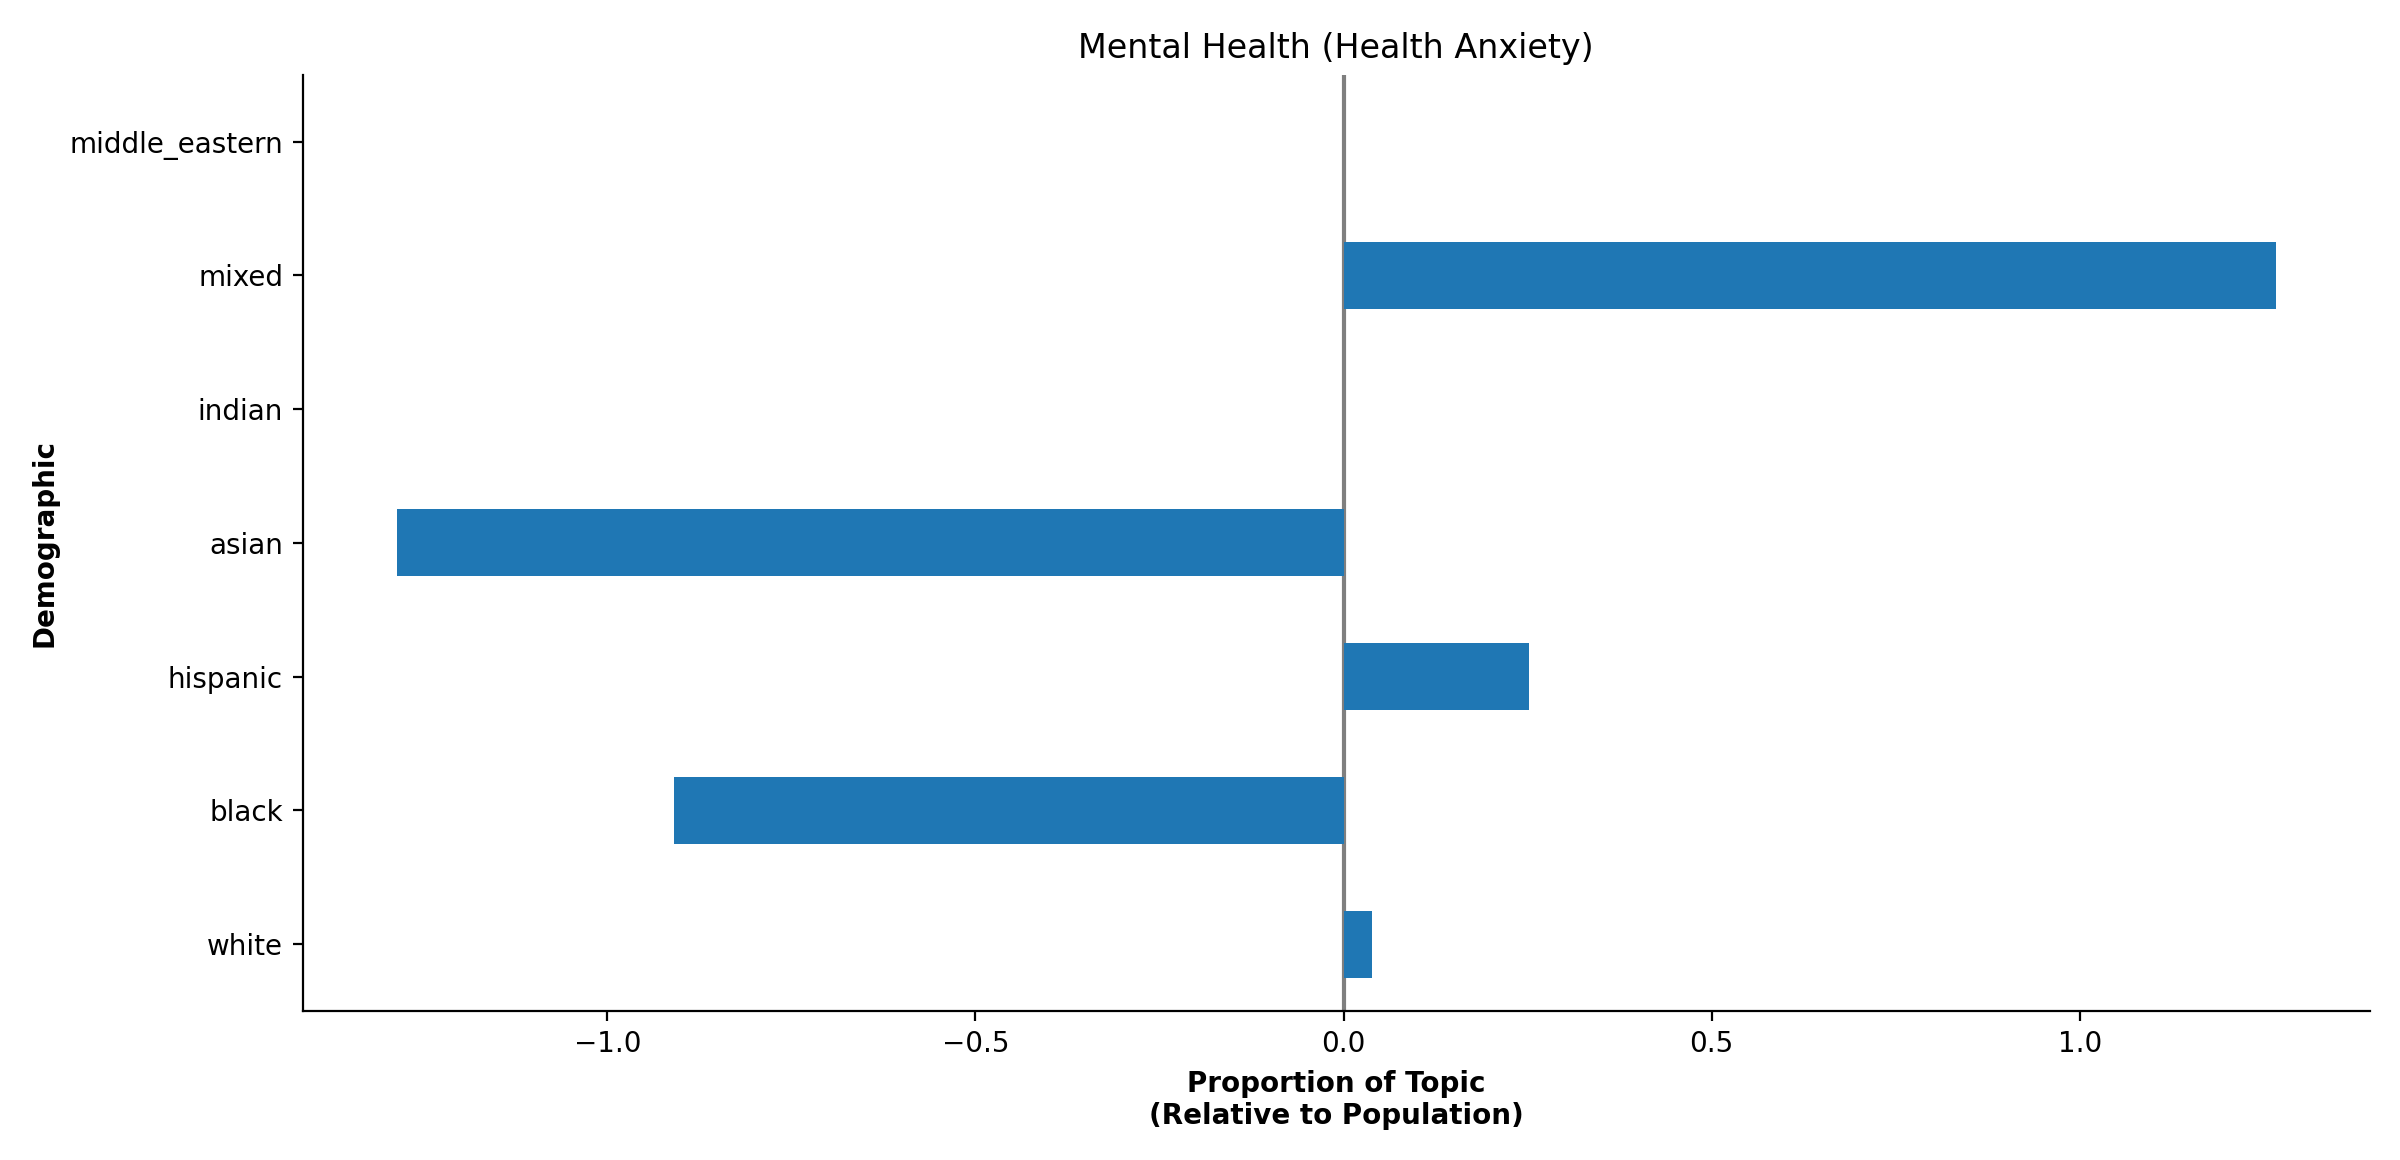 Mental Health (Health Anxiety)
middle_eastern
mixed
indian
asian
hispanic
black
white
Demographic
−1.0
−0.5
0.0
0.5
1.0
Proportion of Topic
(Relative to Population)